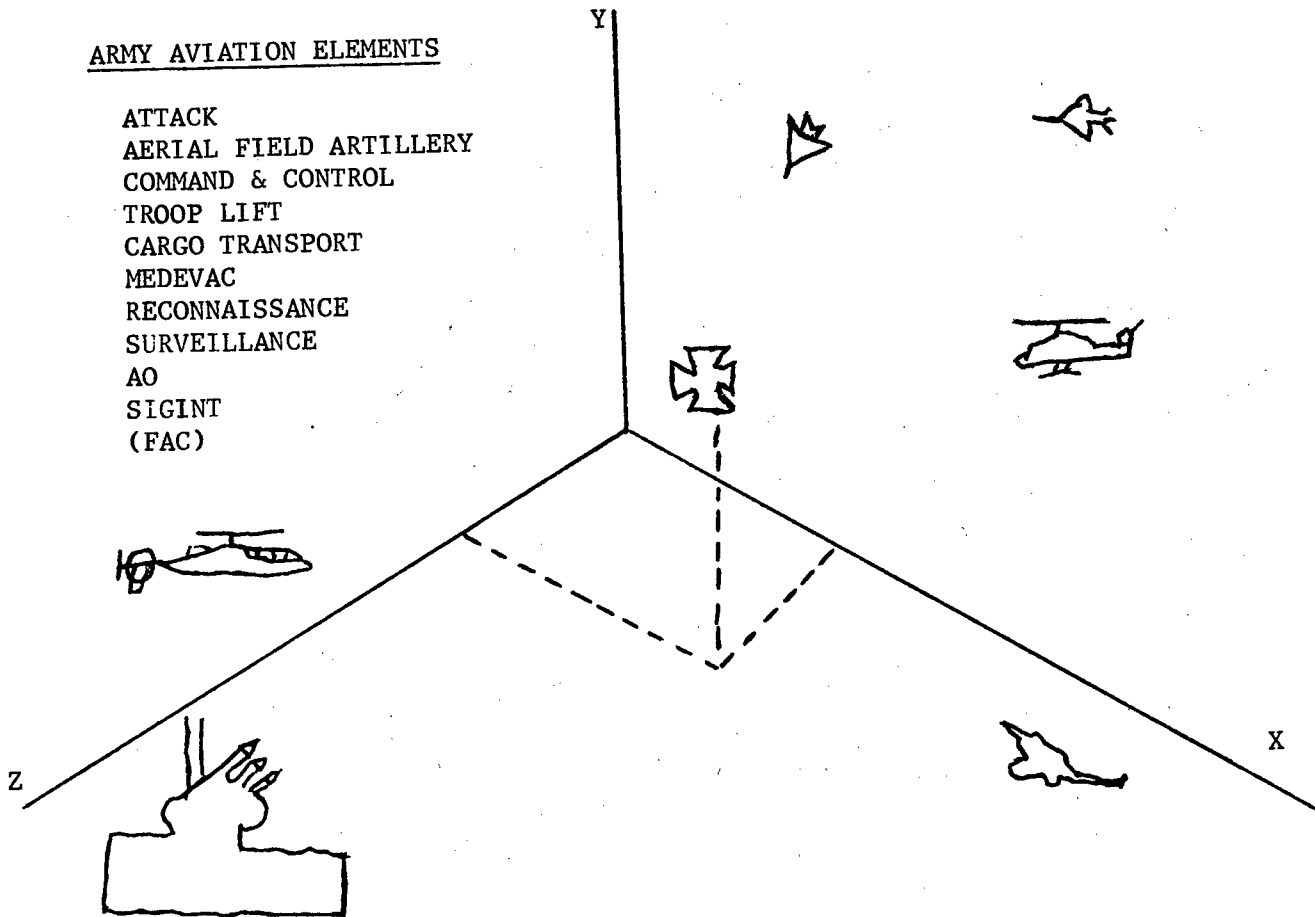 ARMY AVIATION ELEMENTS
ATTACK
AERIAL FIELD ARTILLERY
COMMAND & CONTROL
TROOP LIFT
CARGO TRANSPORT
MEDEVAC
RECONNAISSANCE
SURVEILLANCE
AO
SIGINT
(FAC)
Y
X
Z